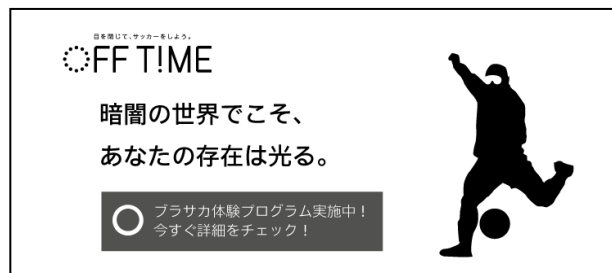 目を閉じて、サッカーをしよう。
OFF T!ME
暗闇の世界でこそ、
あなたの存在は光る。
ブラサカ体験プログラム実施中！
今すぐ詳細をチェック！